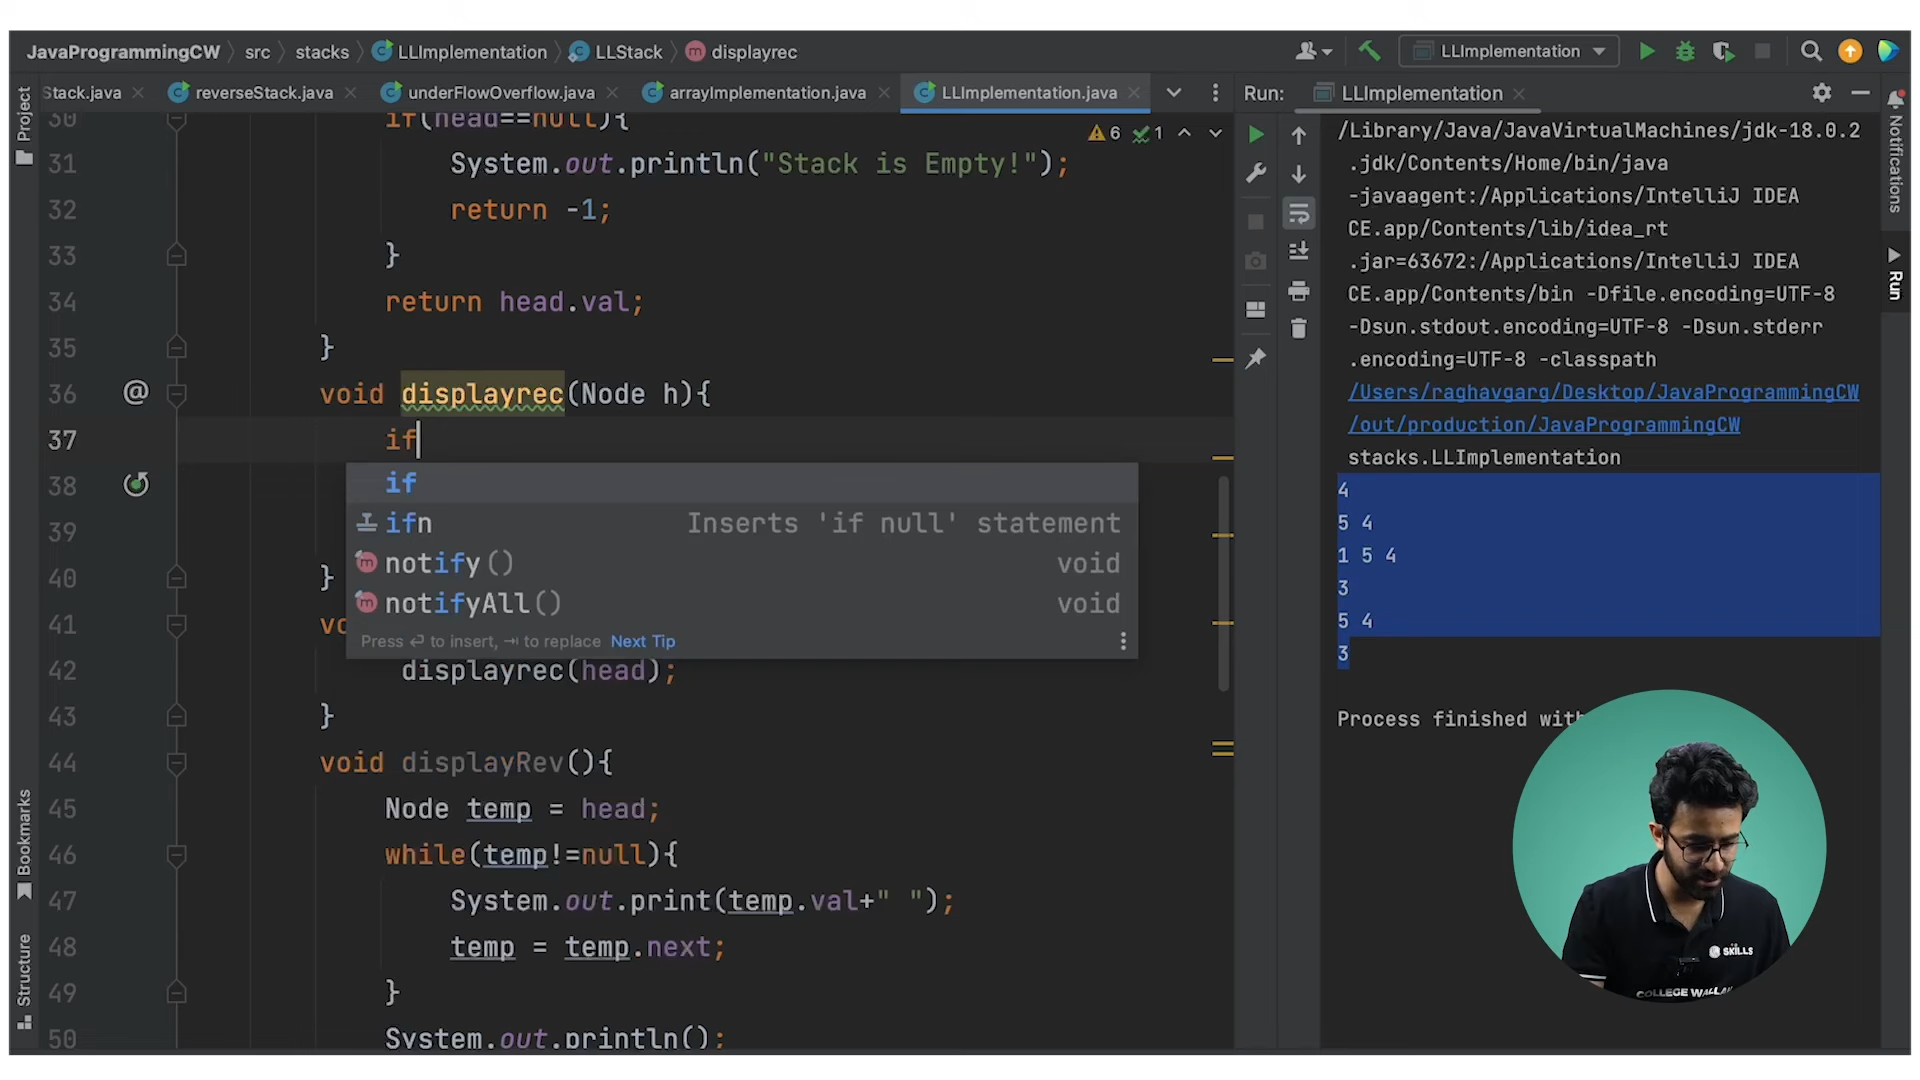 JavaProgrammingCW src stacks LLImplementation LLStack displayrec
LLImplementation
Stack.java reverseStack.java underFlowOverflow.java arrayImplementation.java LLImplementation.java
Run: LLImplementation
Project
Bookmarks
Structure
Notifications
Run
6 1
30 if(head==null){
31 System.out.println("Stack is Empty!");
32 return -1;
33 }
34 return head.val;
35 }
36 @ void displayrec(Node h){
37 if
38
39
40 }
41 vo
42 displayrec(head);
43 }
44 void displayRev(){
45 Node temp = head;
46 while(temp!=null){
47 System.out.print(temp.val+" ");
48 temp = temp.next;
49 }
50 System.out.println();
if
ifn Inserts 'if null' statement
notify() void
notifyAll() void
Press ↩ to insert, ⇥ to replace Next Tip
/Library/Java/JavaVirtualMachines/jdk-18.0.2
.jdk/Contents/Home/bin/java
-javaagent:/Applications/IntelliJ IDEA
CE.app/Contents/lib/idea_rt
.jar=63672:/Applications/IntelliJ IDEA
CE.app/Contents/bin -Dfile.encoding=UTF-8
-Dsun.stdout.encoding=UTF-8 -Dsun.stderr
.encoding=UTF-8 -classpath
/Users/raghavgarg/Desktop/JavaProgrammingCW
/out/production/JavaProgrammingCW
stacks.LLImplementation
4
5 4
1 5 4
3
5 4
3
Process finished with
SKILLS
COLLEGE WALLAH